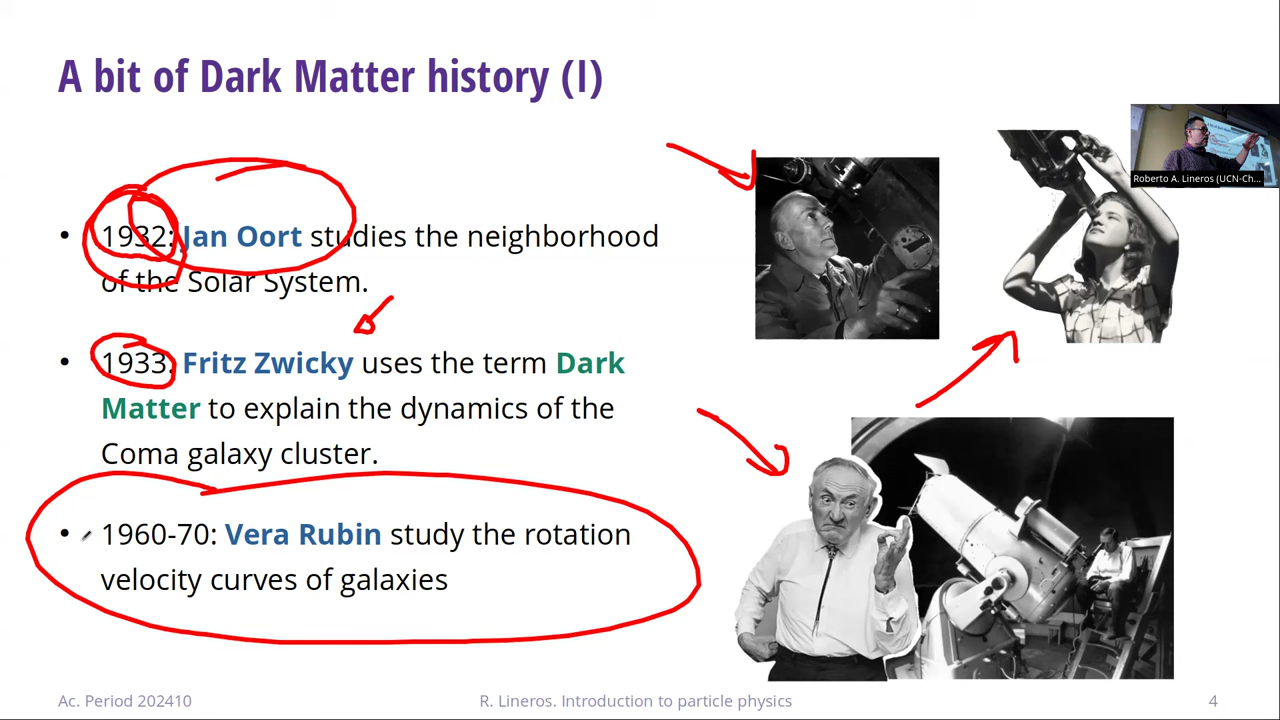 A bit of Dark Matter history (I)
Roberto A. Lineros (UCN-Ch...
• 1932: Jan Oort studies the neighborhood
of the Solar System.
• 1933: Fritz Zwicky uses the term Dark
Matter to explain the dynamics of the
Coma galaxy cluster.
• 1960-70: Vera Rubin study the rotation
velocity curves of galaxies
Ac. Period 202410
R. Lineros. Introduction to particle physics
4